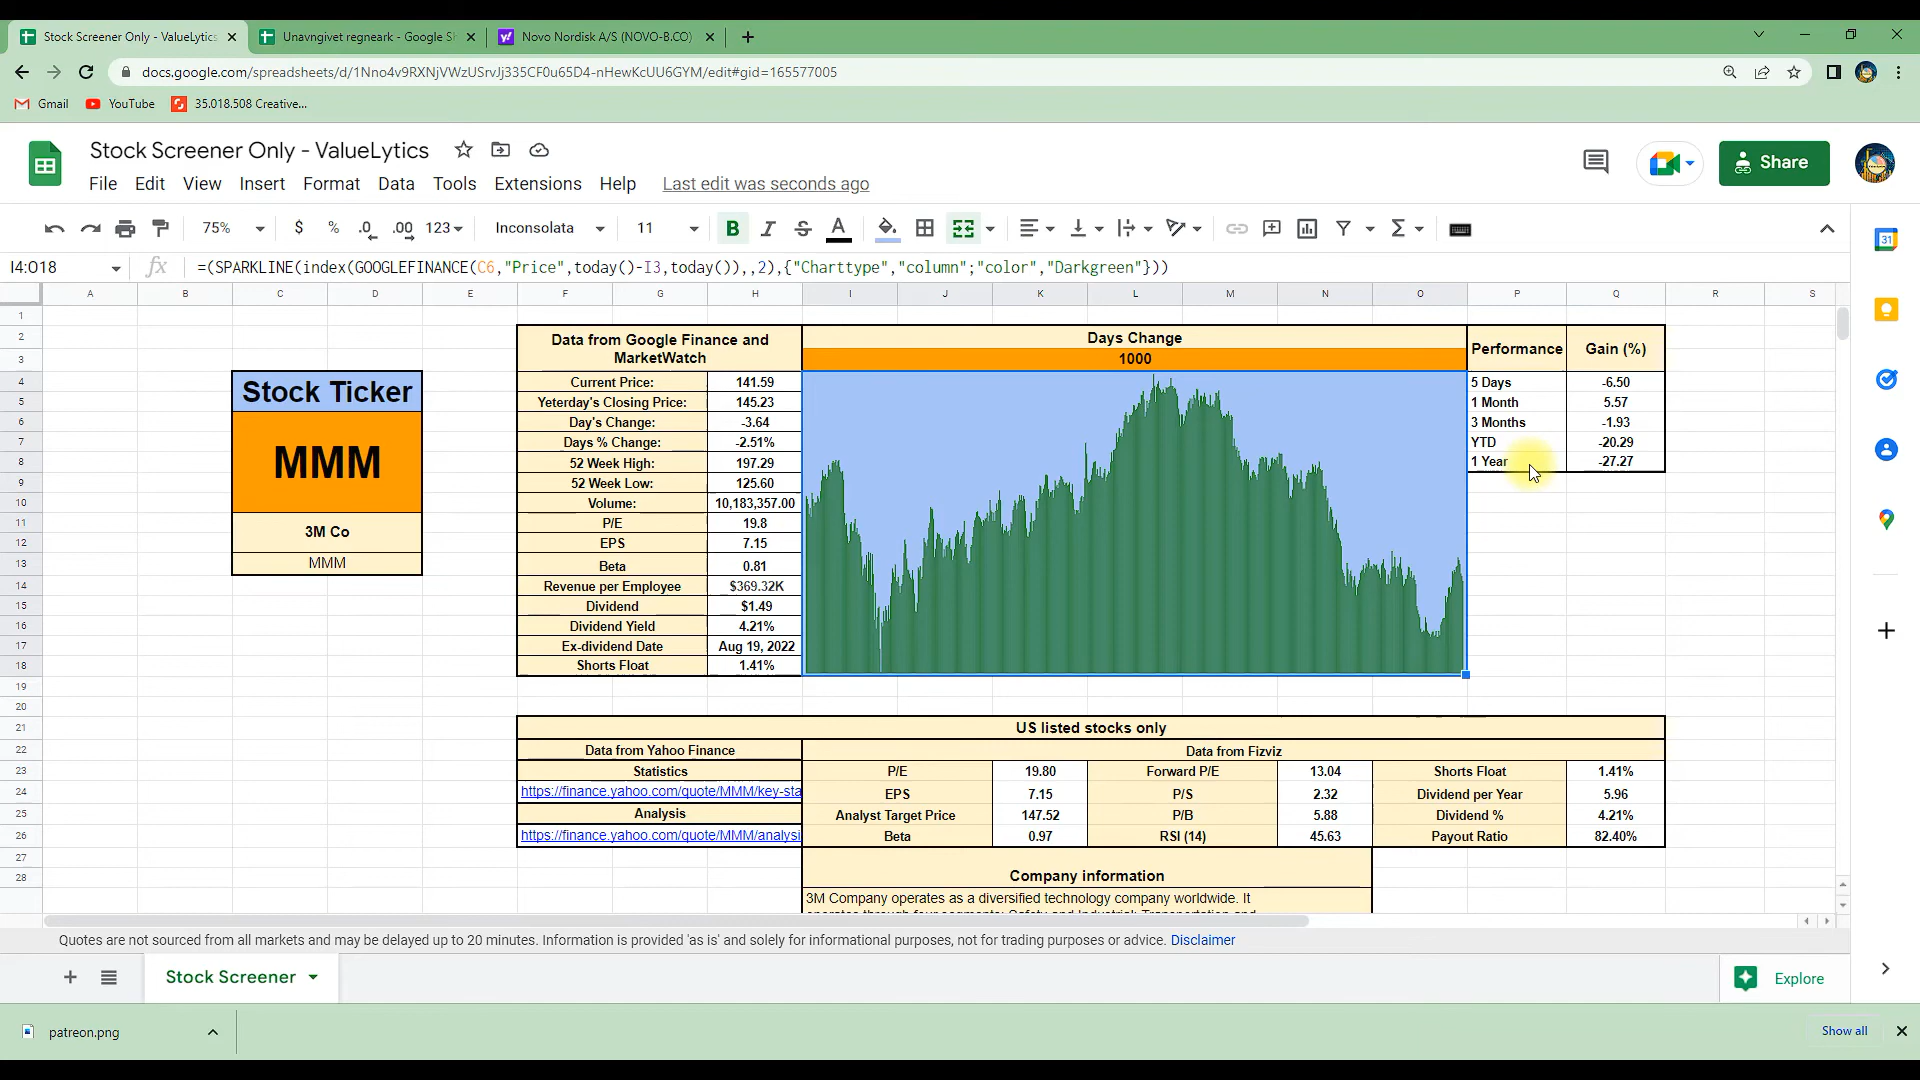 Stock Screener Only - ValueLytics
Unavngivet regneark - Google Sh
Novo Nordisk A/S (NOVO-B.CO)
docs.google.com/spreadsheets/d/1Nno4v9RXNjVWzUSrvJj335CF0u65D4-nHewKcUU6GYM/edit#gid=165577005
Gmail YouTube 35.018.508 Creative...
Stock Screener Only - ValueLytics
Share
File Edit View Insert Format Data Tools Extensions Help Last edit was seconds ago
75% $ % .0 .00 123 Inconsolata 11 B I S A
I4:O18 fx =(SPARKLINE(index(GOOGLEFINANCE(C6,"Price",today()-I3,today()),,2),{"Charttype","column";"color","Darkgreen"}))
A B C D E F G H I J K L M N O P Q R S
1
2
3
4
5
6
7
8
9
10
11
12
13
14
15
16
17
18
19
20
21
22
23
24
25
26
27
28
Stock Ticker
MMM
3M Co
MMM
Data from Google Finance and
MarketWatch
Current Price: 141.59
Yeterday's Closing Price: 145.23
Day's Change: -3.64
Days % Change: -2.51%
52 Week High: 197.29
52 Week Low: 125.60
Volume: 10,183,357.00
P/E 19.8
EPS 7.15
Beta 0.81
Revenue per Employee $369.32K
Dividend $1.49
Dividend Yield 4.21%
Ex-dividend Date Aug 19, 2022
Shorts Float 1.41%
Days Change
1000
Performance Gain (%)
5 Days -6.50
1 Month 5.57
3 Months -1.93
YTD -20.29
1 Year -27.27
US listed stocks only
Data from Yahoo Finance
Statistics
https://finance.yahoo.com/quote/MMM/key-sta
Analysis
https://finance.yahoo.com/quote/MMM/analysi
Data from Fizviz
P/E 19.80 Forward P/E 13.04 Shorts Float 1.41%
EPS 7.15 P/S 2.32 Dividend per Year 5.96
Analyst Target Price 147.52 P/B 5.88 Dividend % 4.21%
Beta 0.97 RSI (14) 45.63 Payout Ratio 82.40%
Company information
3M Company operates as a diversified technology company worldwide. It
operates through four segments: Safety and Industrial; Transportation and
Quotes are not sourced from all markets and may be delayed up to 20 minutes. Information is provided 'as is' and solely for informational purposes, not for trading purposes or advice. Disclaimer
Stock Screener
Explore
patreon.png
Show all
31